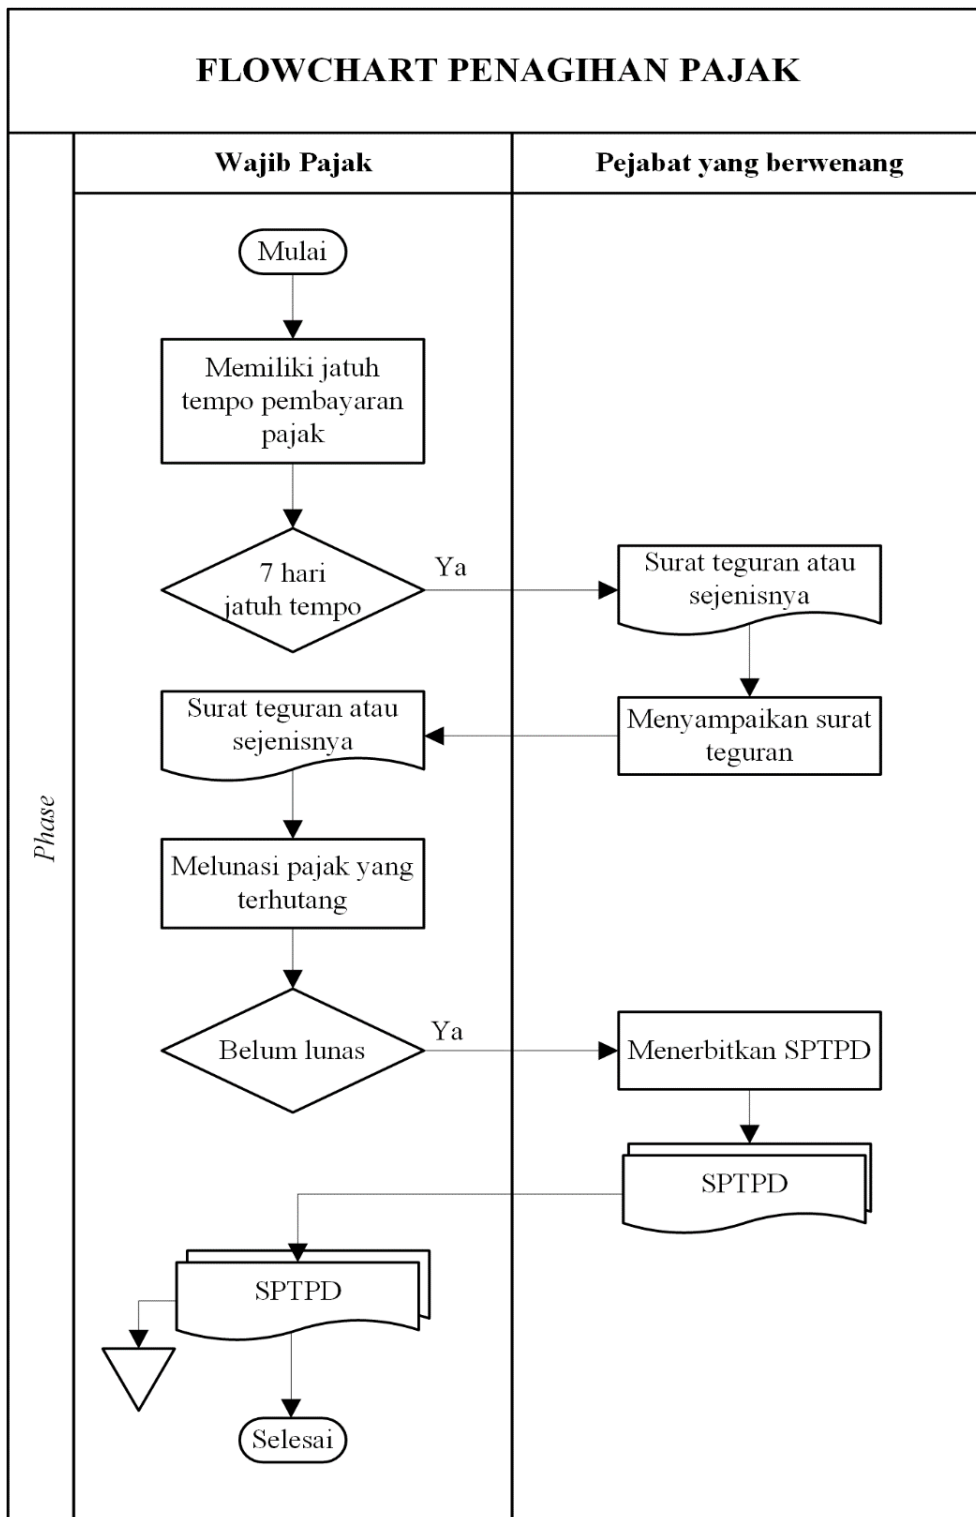 FLOWCHART PENAGIHAN PAJAK
Wajib Pajak
Pejabat yang berwenang
Phase
Mulai
Memiliki jatuh
tempo pembayaran
pajak
7 hari
jatuh tempo
Ya
Surat teguran atau
sejenisnya
Menyampaikan surat
teguran
Surat teguran atau
sejenisnya
Melunasi pajak yang
terhutang
Belum lunas
Ya
Menerbitkan SPTPD
SPTPD
SPTPD
Selesai